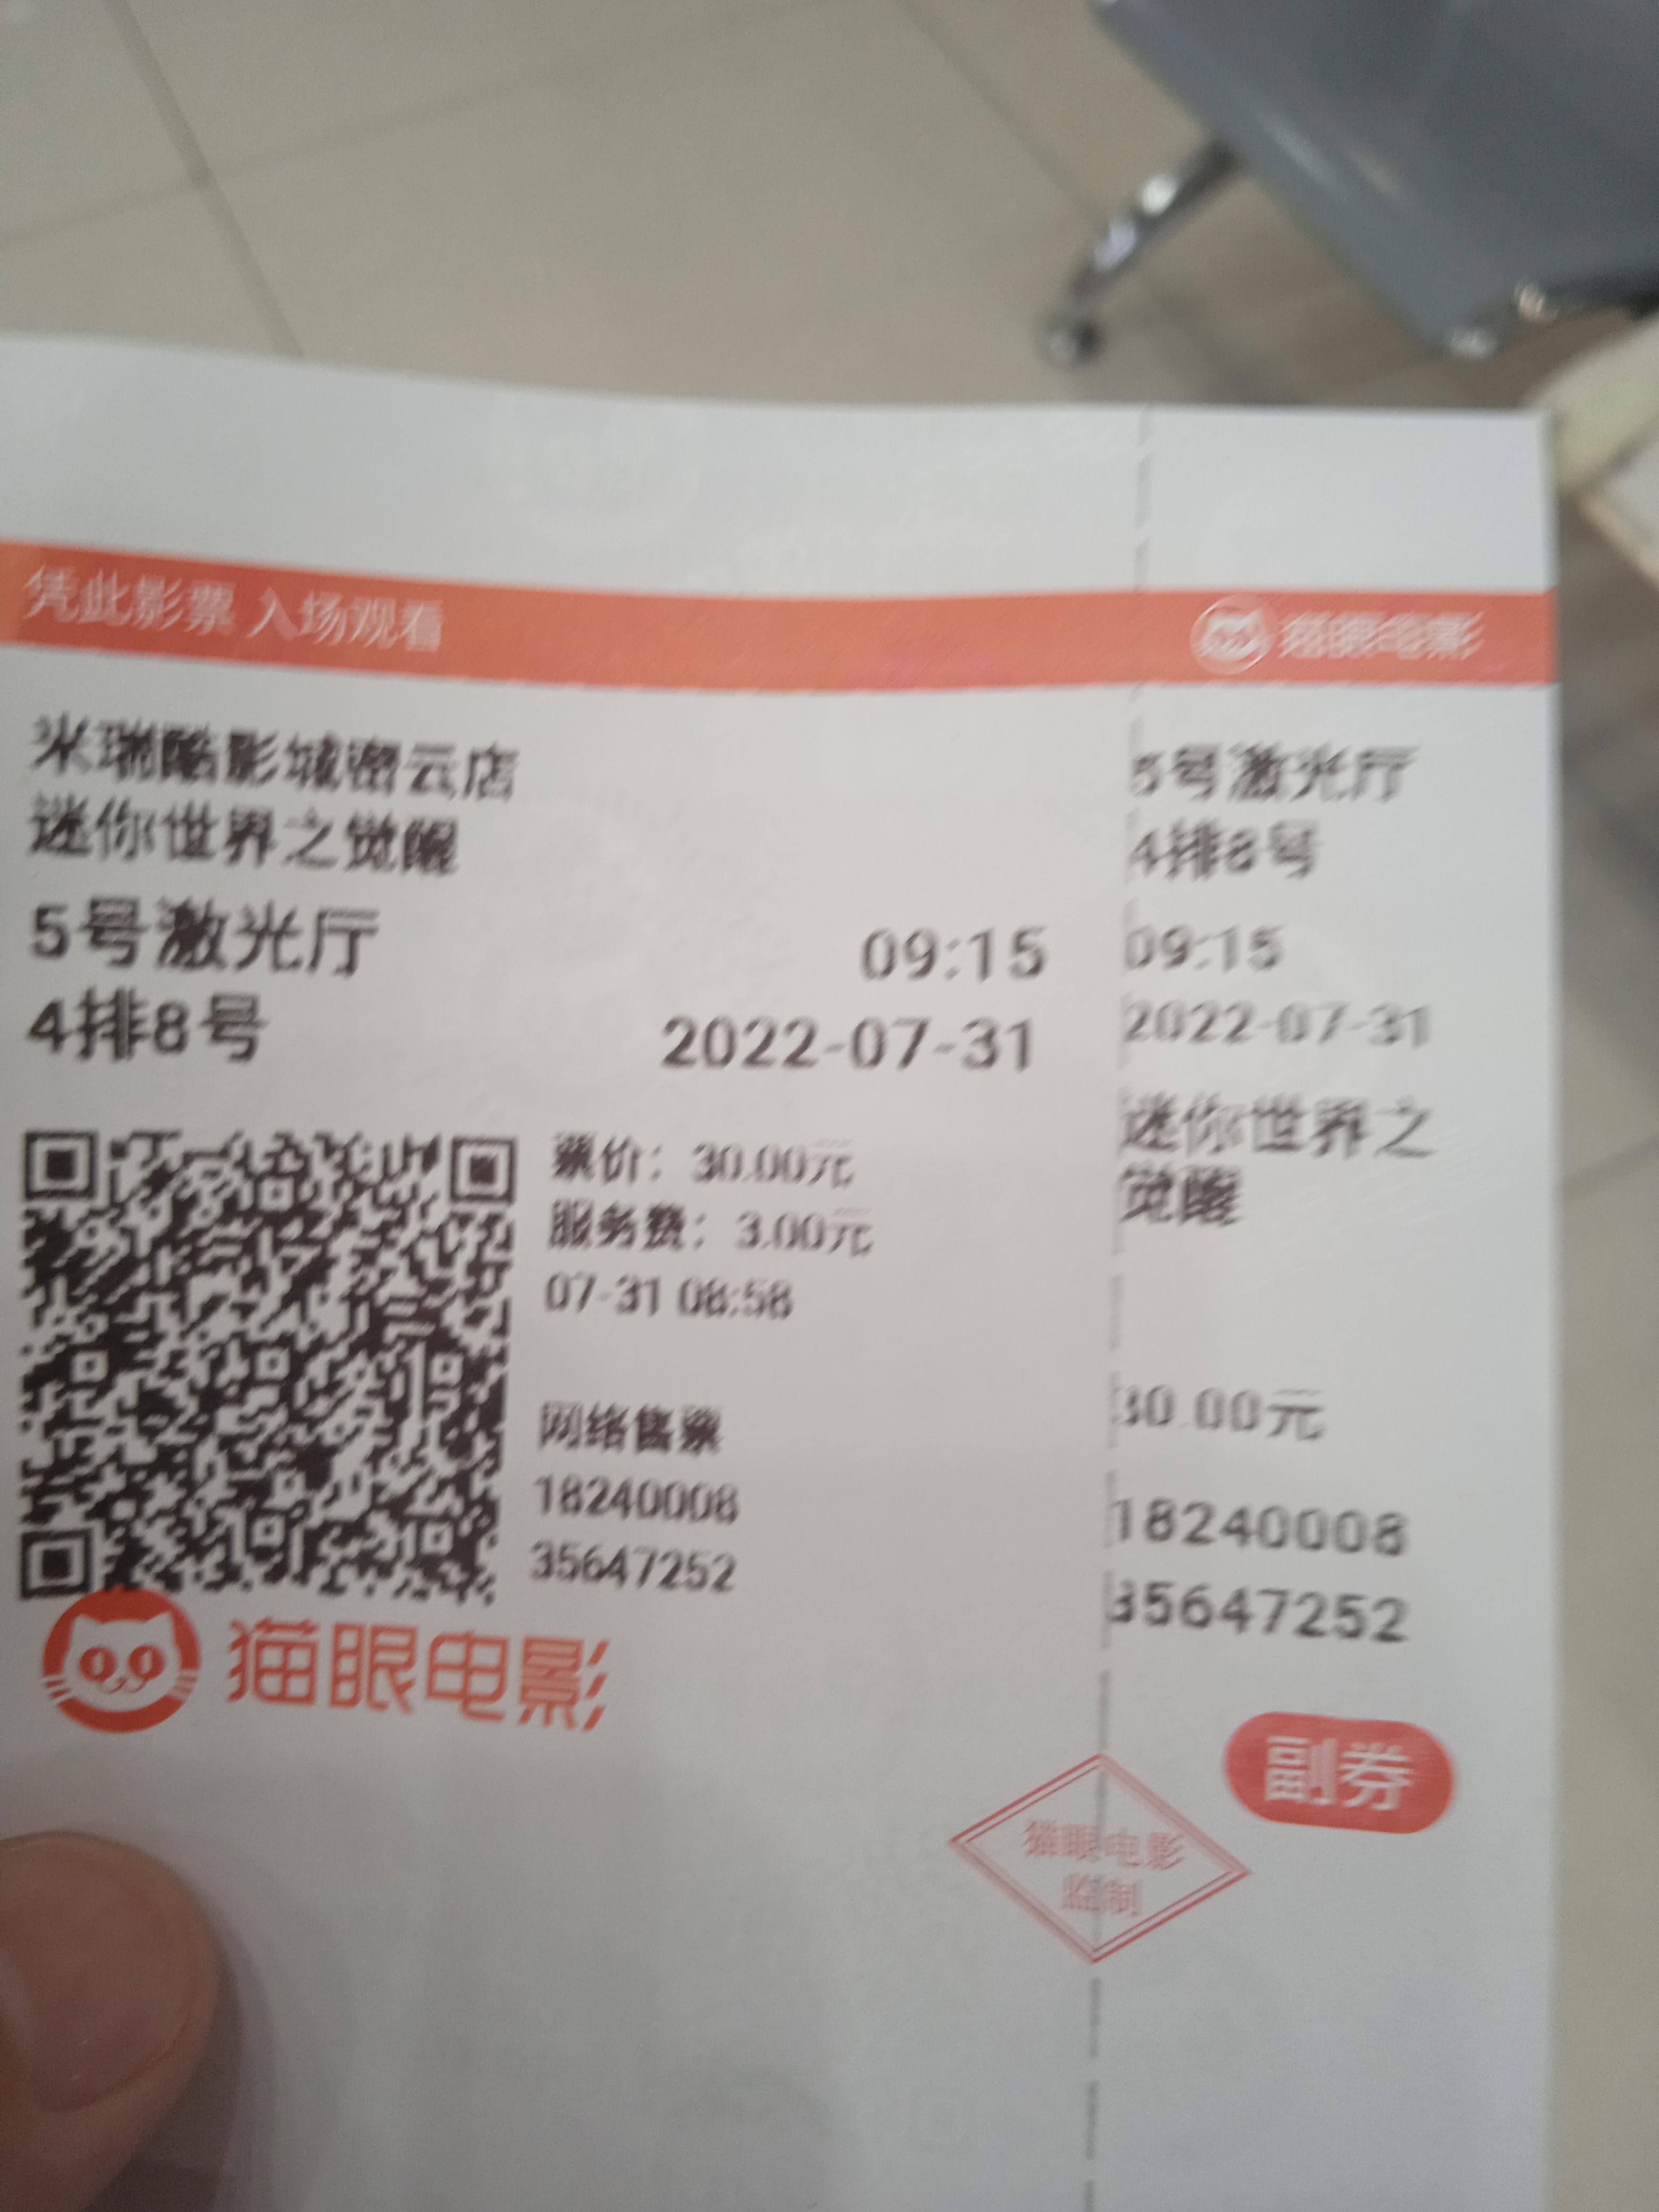 凭此影票 入场观看
猫眼电影
米瑞酷影城密云店
迷你世界之觉醒
5号激光厅
09:15
4排8号
2022-07-31
票价：30.00元
服务费：3.00元
07-31 08:58
网络售票
18240008
35647252
猫眼电影
5号激光厅
4排8号
09:15
2022-07-31
迷你世界之
觉醒
30.00元
18240008
35647252
副券
猫眼电影
监制